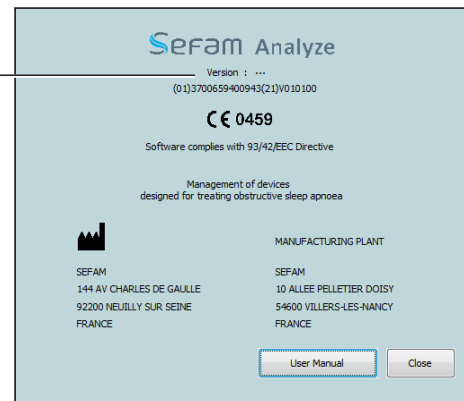 Sefam Analyze
Version : ...
(01)3700659400943(21)V010100
CE 0459
Software complies with 93/42/EEC Directive
Management of devices
designed for treating obstructive sleep apnoea
SEFAM
144 AV CHARLES DE GAULLE
92200 NEUILLY SUR SEINE
FRANCE
MANUFACTURING PLANT
SEFAM
10 ALLEE PELLETIER DOISY
54600 VILLERS-LES-NANCY
FRANCE
User Manual
Close